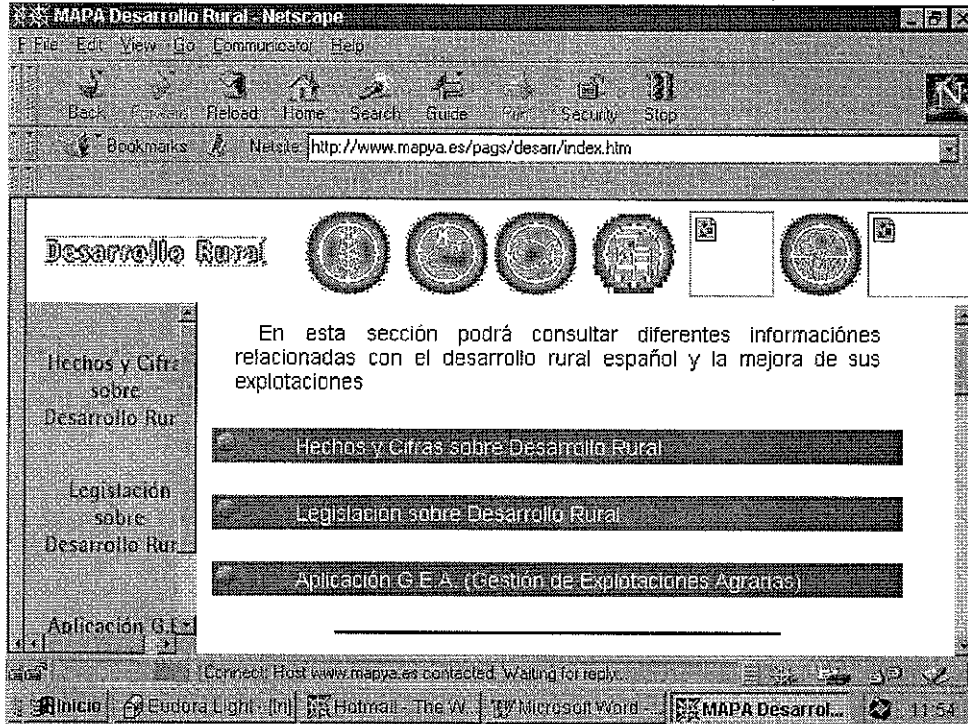 MAPA Desarrollo Rural - Netscape
File Edit View Go Communicator Help
Back Forward Reload Home Search Guide Print Security Stop
Bookmarks Netsite: http://www.mapya.es/pags/desarr/index.htm
Desarrollo Rural
Hechos y Cifra
sobre
Desarrollo Rur
Legislación
sobre
Desarrollo Rur
Aplicación G.E
En esta sección podrá consultar diferentes informaciónes
relacionadas con el desarrollo rural español y la mejora de sus
explotaciones
Hechos y Cifras sobre Desarrollo Rural
Legislación sobre Desarrollo Rural
Aplicación G.E.A. (Gestión de Explotaciones Agrarias)
Connect: Host www.mapya.es contacted. Waiting for reply...
Inicio Eudora Light - [In] Hotmail - The W... Microsoft Word - ... MAPA Desarrol... 11:54